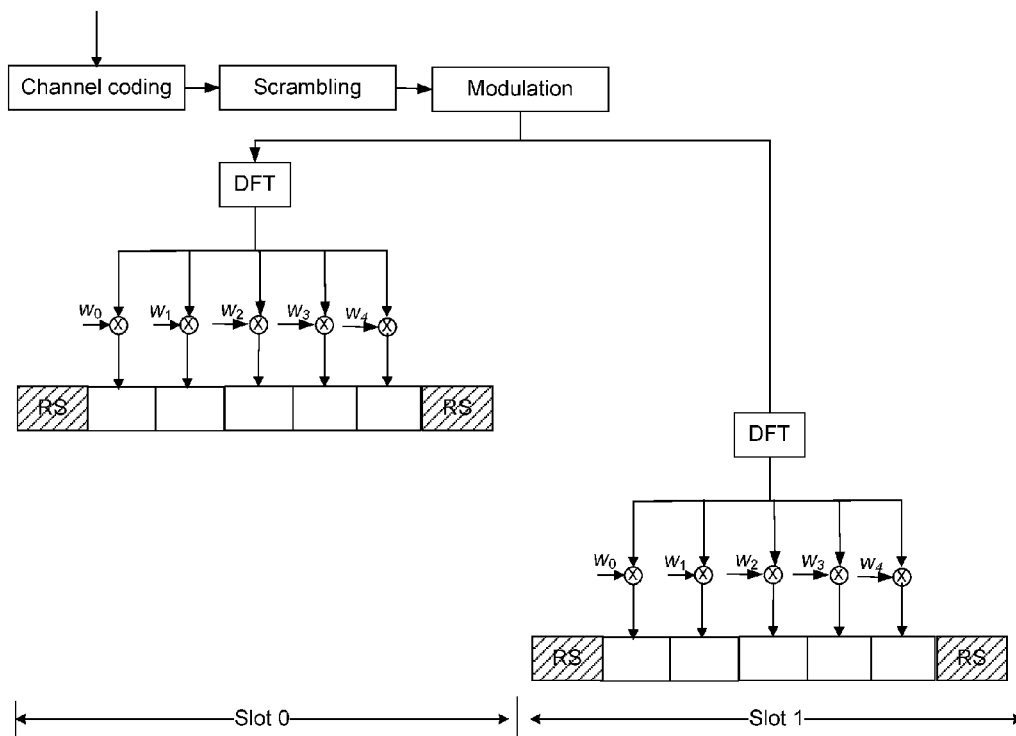 Channel coding
Scrambling
Modulation
DFT
w0 w1 w2 w3 w4
X X X X X
RS RS
DFT
w0 w1 w2 w3 w4
X X X X X
RS RS
Slot 0 Slot 1